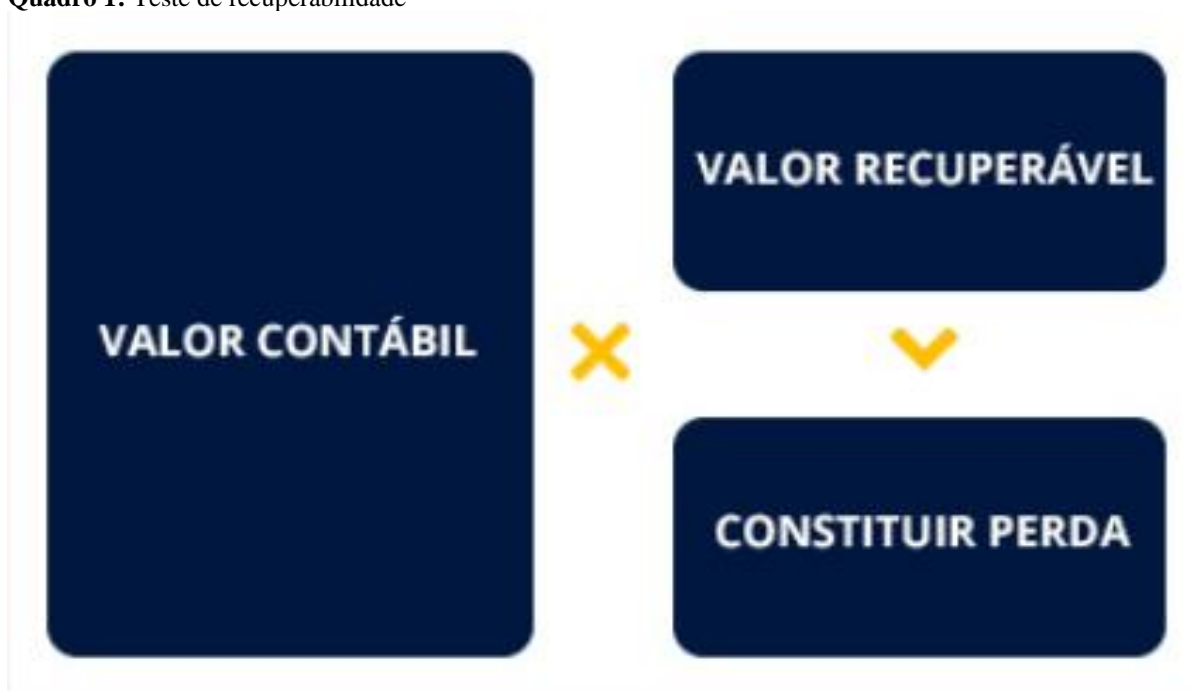 Quadro 1: Teste de recuperabilidade
VALOR CONTÁBIL
VALOR RECUPERÁVEL
CONSTITUIR PERDA